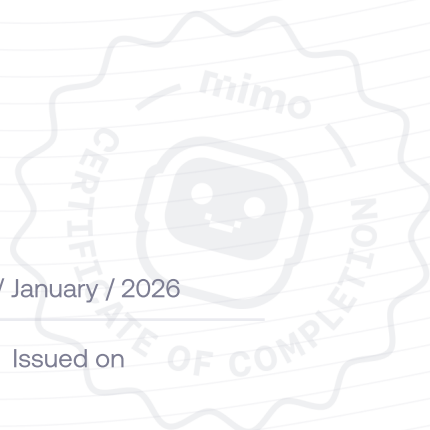 mimo
CERTIFICATE OF COMPLETION
/ January / 2026
Issued on